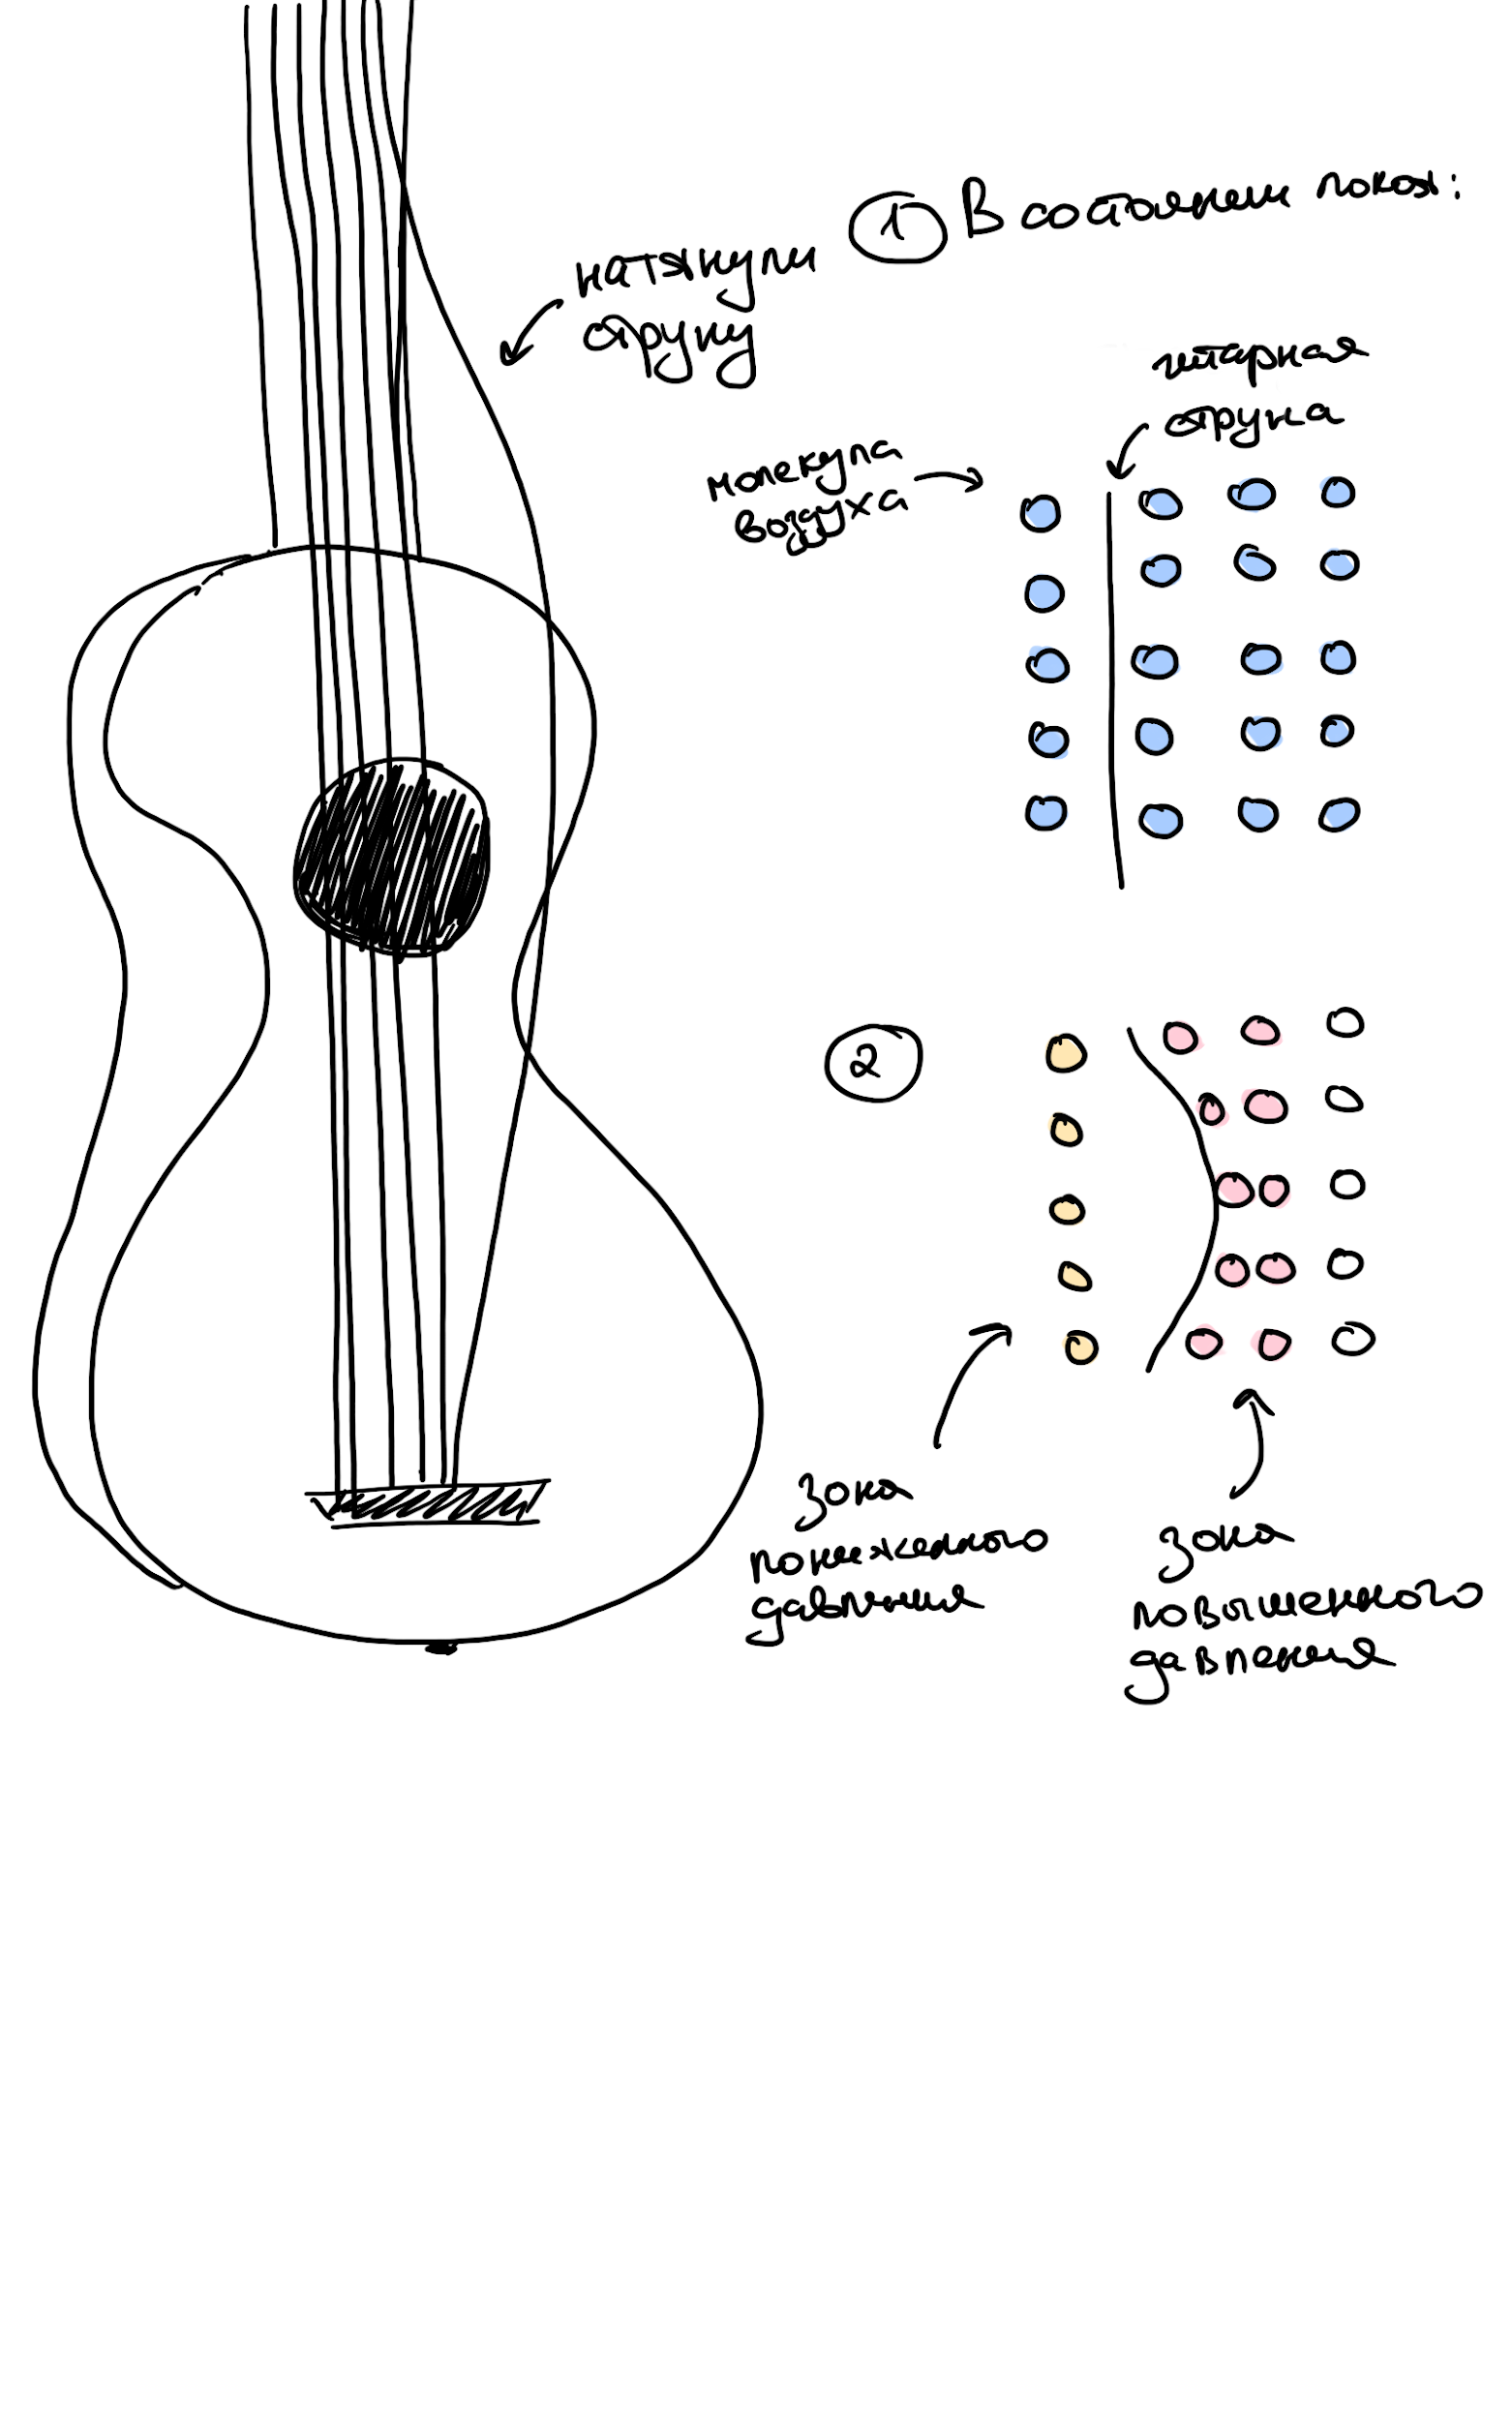 натянули
струну
1 В состоянии покоя:
гитарная
струна
молекула
воздуха
2
зона
пониженного
давления
зона
повышенного
давления